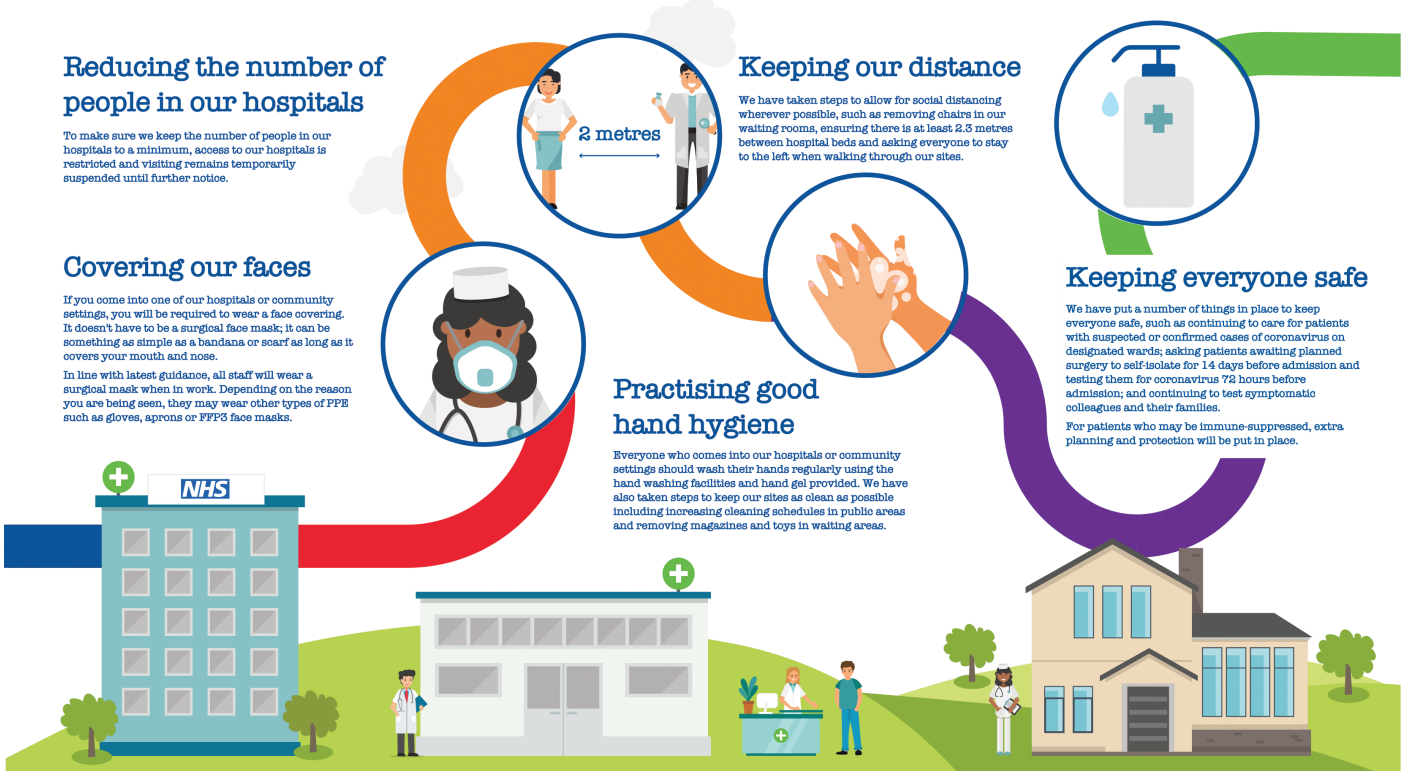 Reducing the number of
people in our hospitals
To make sure we keep the number of people in our
hospitals to a minimum, access to our hospitals is
restricted and visiting remains temporarily
suspended until further notice.
Covering our faces
If you come into one of our hospitals or community
settings, you will be required to wear a face covering.
It doesn't have to be a surgical face mask; it can be
something as simple as a bandana or scarf as long as it
covers your mouth and nose.
In line with latest guidance, all staff will wear a
surgical mask when in work. Depending on the reason
you are being seen, they may wear other types of PPE
such as gloves, aprons or FFP3 face masks.
NHS
2 metres
Keeping our distance
We have taken steps to allow for social distancing
wherever possible, such as removing chairs in our
waiting rooms, ensuring there is at least 2.3 metres
between hospital beds and asking everyone to stay
to the left when walking through our sites.
Practising good
hand hygiene
Everyone who comes into our hospitals or community
settings should wash their hands regularly using the
hand washing facilities and hand gel provided. We have
also taken steps to keep our sites as clean as possible
including increasing cleaning schedules in public areas
and removing magazines and toys in waiting areas.
Keeping everyone safe
We have put a number of things in place to keep
everyone safe, such as continuing to care for patients
with suspected or confirmed cases of coronavirus on
designated wards; asking patients awaiting planned
surgery to self-isolate for 14 days before admission and
testing them for coronavirus 72 hours before
admission; and continuing to test symptomatic
colleagues and their families.
For patients who may be immune-suppressed, extra
planning and protection will be put in place.